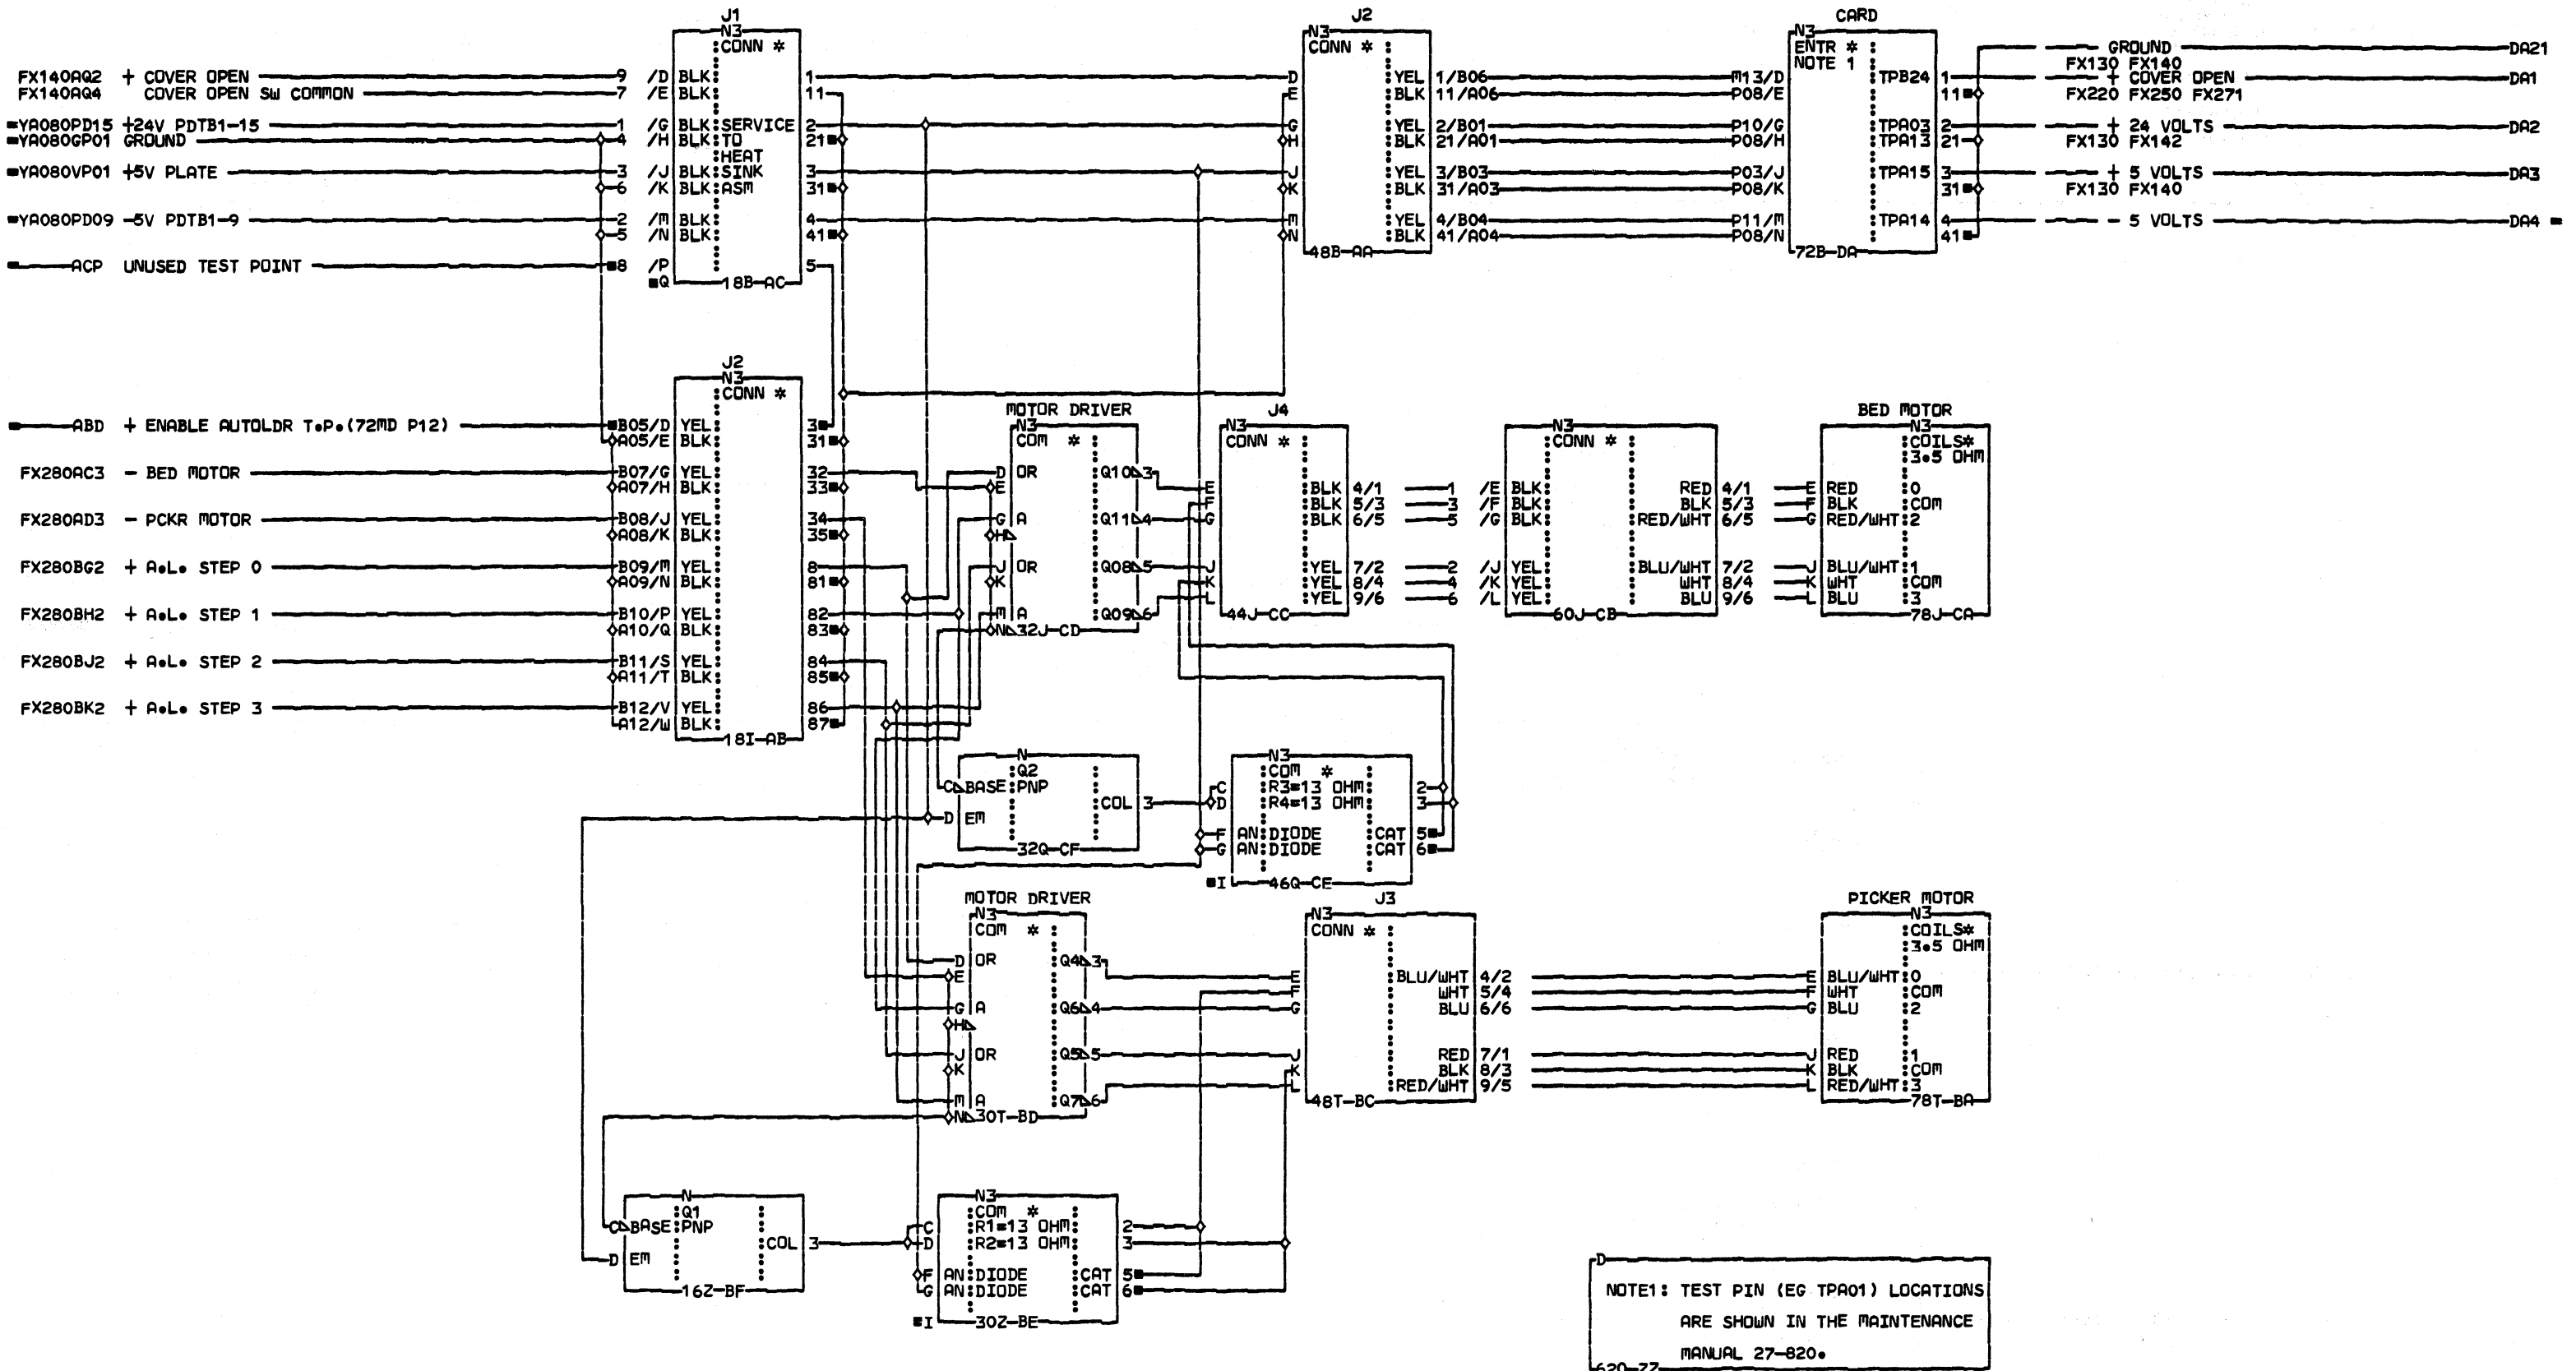 J1 J2 CARD
N3 N3 N3
CONN * CONN * ENTR * GROUND DA21
NOTE 1 FX130 FX140
FX140AQ2 + COVER OPEN 9 /D BLK 1 D YEL 1/B06 M13/D TPB24 1 + COVER OPEN DA1
FX140AQ4 COVER OPEN SW COMMON 7 /E BLK 11 E BLK 11/A06 P08/E 11 FX220 FX250 FX271
YA080PD15 +24V PDTB1-15 1 /G BLK SERVICE 2 G YEL 2/B01 P10/G TPA03 2 + 24 VOLTS DA2
YA080GP01 GROUND 4 /H BLK TO 21 H BLK 21/A01 P08/H TPA13 21 FX130 FX142
HEAT
YA080VP01 +5V PLATE 3 /J BLK SINK 3 J YEL 3/B03 P03/J TPA15 3 + 5 VOLTS DA3
6 /K BLK ASM 31 K BLK 31/A03 P08/K 31 FX130 FX140
YA080PD09 -5V PDTB1-9 2 /M BLK 4 M YEL 4/B04 P11/M TPA14 4 - 5 VOLTS DA4
5 /N BLK 41 N BLK 41/A04 P08/N 41
48B-AA 72B-DA
ACP UNUSED TEST POINT 8 /P 5
Q 18B-AC
J2
N3
CONN *
MOTOR DRIVER J4 BED MOTOR
ABD + ENABLE AUTOLDR T.P.(72MD P12) B05/D YEL 3 N3 N3 N3 N3
A05/E BLK 31 COM * CONN * CONN * COILS*
3.5 OHM
FX280AC3 - BED MOTOR B07/G YEL 32 D OR Q10 3
A07/H BLK 33 E E BLK 4/1 1 /E BLK RED 4/1 E RED 0
F BLK 5/3 3 /F BLK BLK 5/3 F BLK COM
FX280AD3 - PCKR MOTOR B08/J YEL 34 G A Q11 4 G BLK 6/5 5 /G BLK RED/WHT 6/5 G RED/WHT 2
A08/K BLK 35 H
FX280BG2 + A.L. STEP 0 B09/M YEL 8 J OR Q08 5 J YEL 7/2 2 /J YEL BLU/WHT 7/2 J BLU/WHT 1
A09/N BLK 81 K K YEL 8/4 4 /K YEL WHT 8/4 K WHT COM
L YEL 9/6 6 /L YEL BLU 9/6 L BLU 3
FX280BH2 + A.L. STEP 1 B10/P YEL 82 M A Q09 6 44J-CC 60J-CB 78J-CA
A10/Q BLK 83 N 32J-CD
FX280BJ2 + A.L. STEP 2 B11/S YEL 84
A11/T BLK 85
FX280BK2 + A.L. STEP 3 B12/V YEL 86
A12/W BLK 87
18I-AB
N N3
Q2 COM *
C BASE PNP C R3=13 OHM 2
COL 3 D R4=13 OHM 3
D EM
F AN DIODE CAT 5
32Q-CF G AN DIODE CAT 6
I 46Q-CE
MOTOR DRIVER J3 PICKER MOTOR
N3 N3 N3
COM * CONN * COILS*
3.5 OHM
D OR Q4 3
E E BLU/WHT 4/2 E BLU/WHT 0
F WHT 5/4 F WHT COM
G A Q6 4 G BLU 6/6 G BLU 2
H
J OR Q5 5 J RED 7/1 J RED 1
K K BLK 8/3 K BLK COM
L RED/WHT 9/5 L RED/WHT 3
M A Q7 6 48T-BC 78T-BA
N 30T-BD
N N3
Q1 COM *
C BASE PNP C R1=13 OHM 2
COL 3 D R2=13 OHM 3
D EM
F AN DIODE CAT 5
16Z-BF G AN DIODE CAT 6
I 30Z-BE
D
NOTE1: TEST PIN (EG TPA01) LOCATIONS
ARE SHOWN IN THE MAINTENANCE
MANUAL 27-820.
620-ZZ